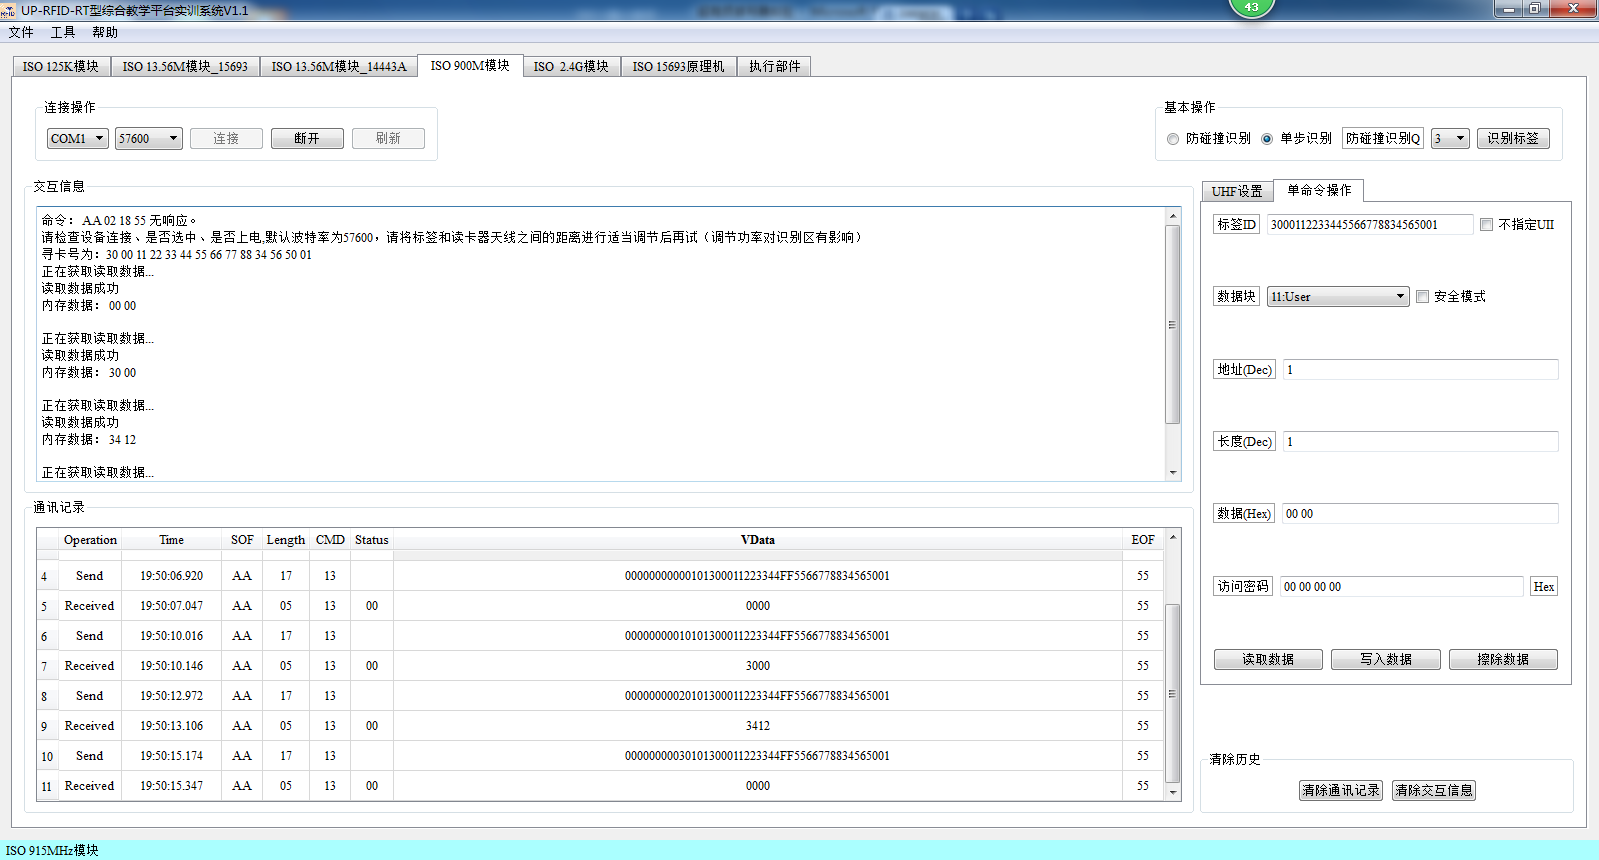 UP-RFID-RT型综合教学平台实训系统V1.1
43
文件 工具 帮助
ISO 125K模块 ISO 13.56M模块_15693 ISO 13.56M模块_14443A ISO 900M模块 ISO 2.4G模块 ISO 15693原理机 执行部件
连接操作
COM1 57600 连接 断开 刷新
基本操作
防碰撞识别 单步识别 防碰撞识别Q 3 识别标签
交互信息
命令： AA 02 18 55 无响应。
请检查设备连接、是否选中、是否上电,默认波特率为57600，请将标签和读卡器天线之间的距离进行适当调节后再试（调节功率对识别区有影响）
寻卡号为：30 00 11 22 33 44 55 66 77 88 34 56 50 01
正在获取读取数据...
读取数据成功
内存数据： 00 00
正在获取读取数据...
读取数据成功
内存数据： 30 00
正在获取读取数据...
读取数据成功
内存数据： 34 12
正在获取读取数据...
UHF设置 单命令操作
标签ID 3000112233445566778834565001 不指定UII
数据块 11:User 安全模式
地址(Dec) 1
长度(Dec) 1
数据(Hex) 00 00
访问密码 00 00 00 00 Hex
读取数据 写入数据 擦除数据
通讯记录
Operation Time SOF Length CMD Status VData EOF
4 Send 19:50:06.920 AA 17 13 00000000000101300011223344FF5566778834565001 55
5 Received 19:50:07.047 AA 05 13 00 0000 55
6 Send 19:50:10.016 AA 17 13 00000000010101300011223344FF5566778834565001 55
7 Received 19:50:10.146 AA 05 13 00 3000 55
8 Send 19:50:12.972 AA 17 13 00000000020101300011223344FF5566778834565001 55
9 Received 19:50:13.106 AA 05 13 00 3412 55
10 Send 19:50:15.174 AA 17 13 00000000030101300011223344FF5566778834565001 55
11 Received 19:50:15.347 AA 05 13 00 0000 55
清除历史
清除通讯记录 清除交互信息
ISO 915MHz模块